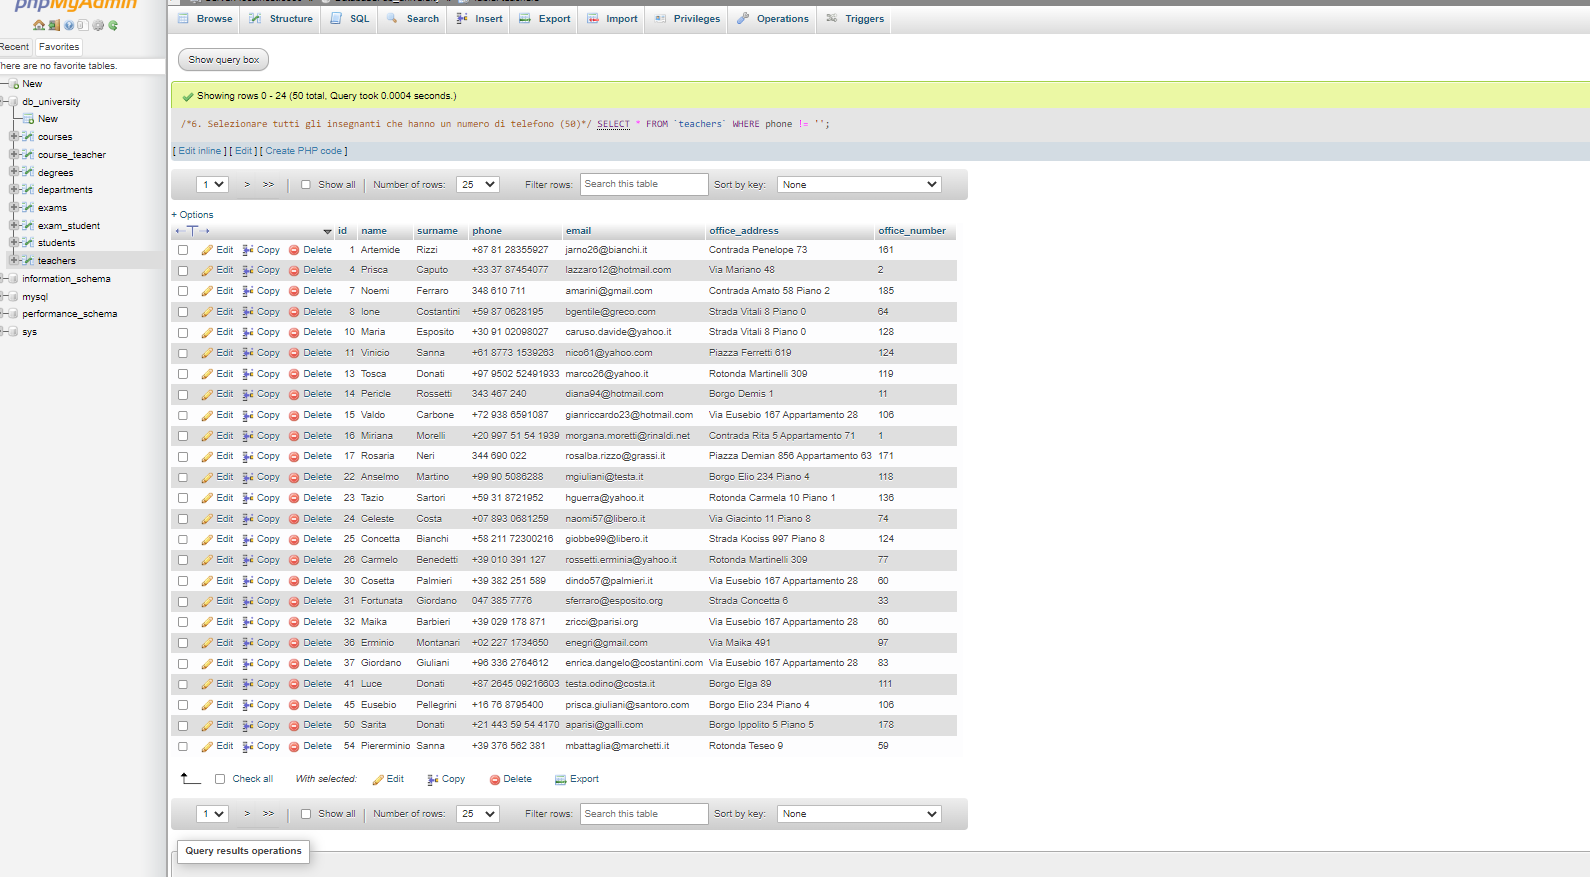 phpMyAdmin
Browse Structure SQL Search Insert Export Import Privileges Operations Triggers
Recent Favorites
here are no favorite tables.
New
db_university
New
courses
course_teacher
degrees
departments
exams
exam_student
students
teachers
information_schema
mysql
performance_schema
sys
Show query box
Showing rows 0 - 24 (50 total, Query took 0.0004 seconds.)
/*6. Selezionare tutti gli insegnanti che hanno un numero di telefono (50)*/ SELECT * FROM `teachers` WHERE phone != '';
[ Edit inline ] [ Edit ] [ Create PHP code ]
1 > >> Show all Number of rows: 25 Filter rows: Search this table Sort by key: None
+ Options
id name surname phone email office_address office_number
Edit Copy Delete 1 Artemide Rizzi +87 81 28355927 jarno26@bianchi.it Contrada Penelope 73 161
Edit Copy Delete 4 Prisca Caputo +33 37 87454077 lazzaro12@hotmail.com Via Mariano 48 2
Edit Copy Delete 7 Noemi Ferraro 348 610 711 amarini@gmail.com Contrada Amato 58 Piano 2 185
Edit Copy Delete 8 Ione Costantini +59 87 0628195 bgentile@greco.com Strada Vitali 8 Piano 0 64
Edit Copy Delete 10 Maria Esposito +30 91 02098027 caruso.davide@yahoo.it Strada Vitali 8 Piano 0 128
Edit Copy Delete 11 Vinicio Sanna +61 8773 1539263 nico61@yahoo.com Piazza Ferretti 619 124
Edit Copy Delete 13 Tosca Donati +97 9502 52491933 marco26@yahoo.it Rotonda Martinelli 309 119
Edit Copy Delete 14 Pericle Rossetti 343 467 240 diana94@hotmail.com Borgo Demis 1 11
Edit Copy Delete 15 Valdo Carbone +72 938 6591087 gianriccardo23@hotmail.com Via Eusebio 167 Appartamento 28 106
Edit Copy Delete 16 Miriana Morelli +20 997 51 54 1939 morgana.moretti@rinaldi.net Contrada Rita 5 Appartamento 71 1
Edit Copy Delete 17 Rosaria Neri 344 690 022 rosalba.rizzo@grassi.it Piazza Demian 856 Appartamento 63 171
Edit Copy Delete 22 Anselmo Martino +99 90 5086288 mgiuliani@testa.it Borgo Elio 234 Piano 4 118
Edit Copy Delete 23 Tazio Sartori +59 31 8721952 hguerra@yahoo.it Rotonda Carmela 10 Piano 1 136
Edit Copy Delete 24 Celeste Costa +07 893 0681259 naomi57@libero.it Via Giacinto 11 Piano 8 74
Edit Copy Delete 25 Concetta Bianchi +58 211 72300216 giobbe99@libero.it Strada Kociss 997 Piano 8 124
Edit Copy Delete 26 Carmelo Benedetti +39 010 391 127 rossetti.erminia@yahoo.it Rotonda Martinelli 309 77
Edit Copy Delete 30 Cosetta Palmieri +39 382 251 589 dindo57@palmieri.it Via Eusebio 167 Appartamento 28 60
Edit Copy Delete 31 Fortunata Giordano 047 385 7776 sferraro@esposito.org Strada Concetta 6 33
Edit Copy Delete 32 Maika Barbieri +39 029 178 871 zricci@parisi.org Via Eusebio 167 Appartamento 28 60
Edit Copy Delete 36 Erminio Montanari +02 227 1734650 enegri@gmail.com Via Maika 491 97
Edit Copy Delete 37 Giordano Giuliani +96 336 2764612 enrica.dangelo@costantini.com Via Eusebio 167 Appartamento 28 83
Edit Copy Delete 41 Luce Donati +87 2645 09216603 testa.odino@costa.it Borgo Elga 89 111
Edit Copy Delete 45 Eusebio Pellegrini +16 76 8795400 prisca.giuliani@santoro.com Borgo Elio 234 Piano 4 106
Edit Copy Delete 50 Sarita Donati +21 443 59 54 4170 aparisi@galli.com Borgo Ippolito 5 Piano 5 178
Edit Copy Delete 54 Piererminio Sanna +39 376 562 381 mbattaglia@marchetti.it Rotonda Teseo 9 59
Check all With selected: Edit Copy Delete Export
1 > >> Show all Number of rows: 25 Filter rows: Search this table Sort by key: None
Query results operations